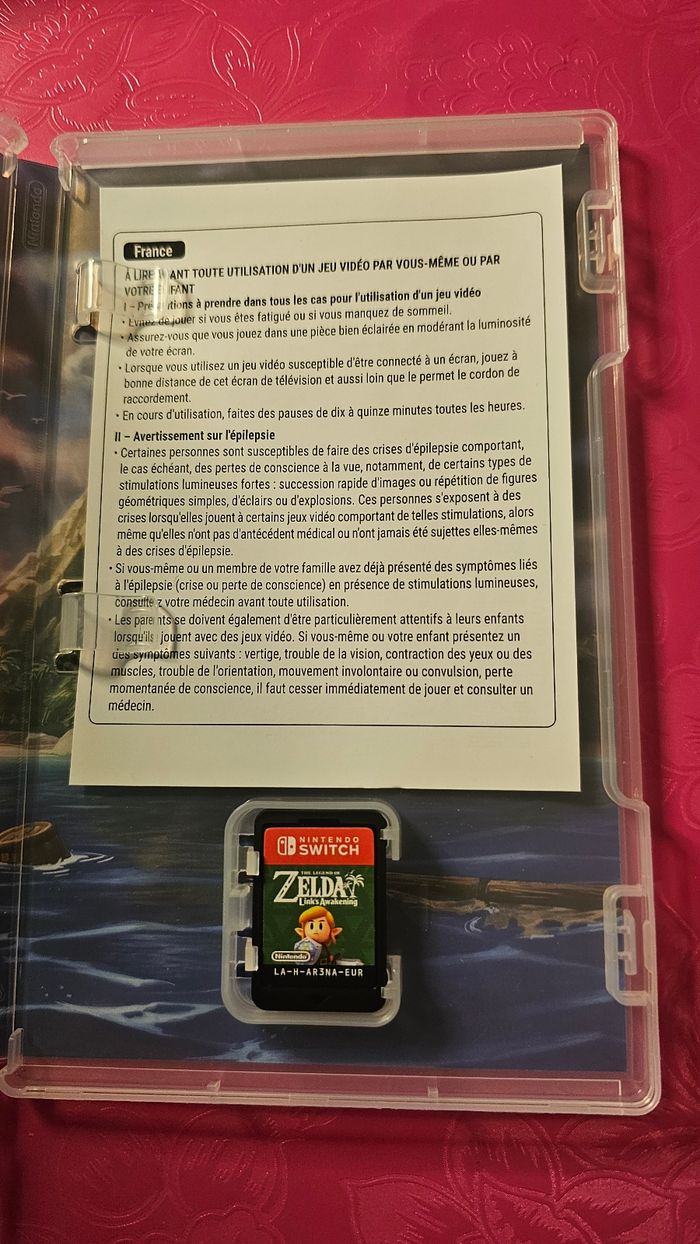 Nintendo
France
À LIRE ANT TOUTE UTILISATION D'UN JEU VIDÉO PAR VOUS-MÊME OU PAR
VOTRE FANT
I – Pré tions à prendre dans tous les cas pour l'utilisation d'un jeu vidéo
• Evitez de jouer si vous êtes fatigué ou si vous manquez de sommeil.
• Assurez-vous que vous jouez dans une pièce bien éclairée en modérant la luminosité
de votre écran.
• Lorsque vous utilisez un jeu vidéo susceptible d'être connecté à un écran, jouez à
bonne distance de cet écran de télévision et aussi loin que le permet le cordon de
raccordement.
• En cours d'utilisation, faites des pauses de dix à quinze minutes toutes les heures.
II – Avertissement sur l'épilepsie
• Certaines personnes sont susceptibles de faire des crises d'épilepsie comportant,
le cas échéant, des pertes de conscience à la vue, notamment, de certains types de
stimulations lumineuses fortes : succession rapide d'images ou répétition de figures
géométriques simples, d'éclairs ou d'explosions. Ces personnes s'exposent à des
crises lorsqu'elles jouent à certains jeux vidéo comportant de telles stimulations, alors
même qu'elles n'ont pas d'antécédent médical ou n'ont jamais été sujettes elles-mêmes
à des crises d'épilepsie.
• Si vous-même ou un membre de votre famille avez déjà présenté des symptômes liés
à l'épilepsie (crise ou perte de conscience) en présence de stimulations lumineuses,
consultez votre médecin avant toute utilisation.
• Les parents se doivent également d'être particulièrement attentifs à leurs enfants
lorsqu'ils jouent avec des jeux vidéo. Si vous-même ou votre enfant présentez un
des symptômes suivants : vertige, trouble de la vision, contraction des yeux ou des
muscles, trouble de l'orientation, mouvement involontaire ou convulsion, perte
momentanée de conscience, il faut cesser immédiatement de jouer et consulter un
médecin.
NINTENDO
SWITCH
THE LEGEND OF
ZELDA
Link's Awakening
Nintendo
LA-H-AR3NA-EUR